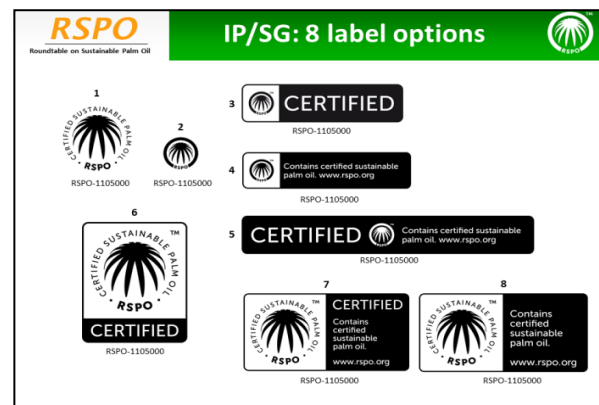 RSPO
Roundtable on Sustainable Palm Oil
IP/SG: 8 label options
RSPO
1
CERTIFIED SUSTAINABLE PALM OIL
™
· RSPO ·
RSPO-1105000
2
RSPO
RSPO-1105000
3
CERTIFIED
RSPO-1105000
4
Contains certified sustainable
palm oil. www.rspo.org
RSPO-1105000
5
CERTIFIED
Contains certified sustainable
palm oil. www.rspo.org
RSPO-1105000
6
CERTIFIED SUSTAINABLE PALM OIL
™
· RSPO ·
CERTIFIED
RSPO-1105000
7
CERTIFIED SUSTAINABLE PALM OIL
™
· RSPO ·
CERTIFIED
Contains
certified
sustainable
palm oil.
www.rspo.org
RSPO-1105000
8
CERTIFIED SUSTAINABLE PALM OIL
™
· RSPO ·
Contains
certified
sustainable
palm oil.
www.rspo.org
RSPO-1105000